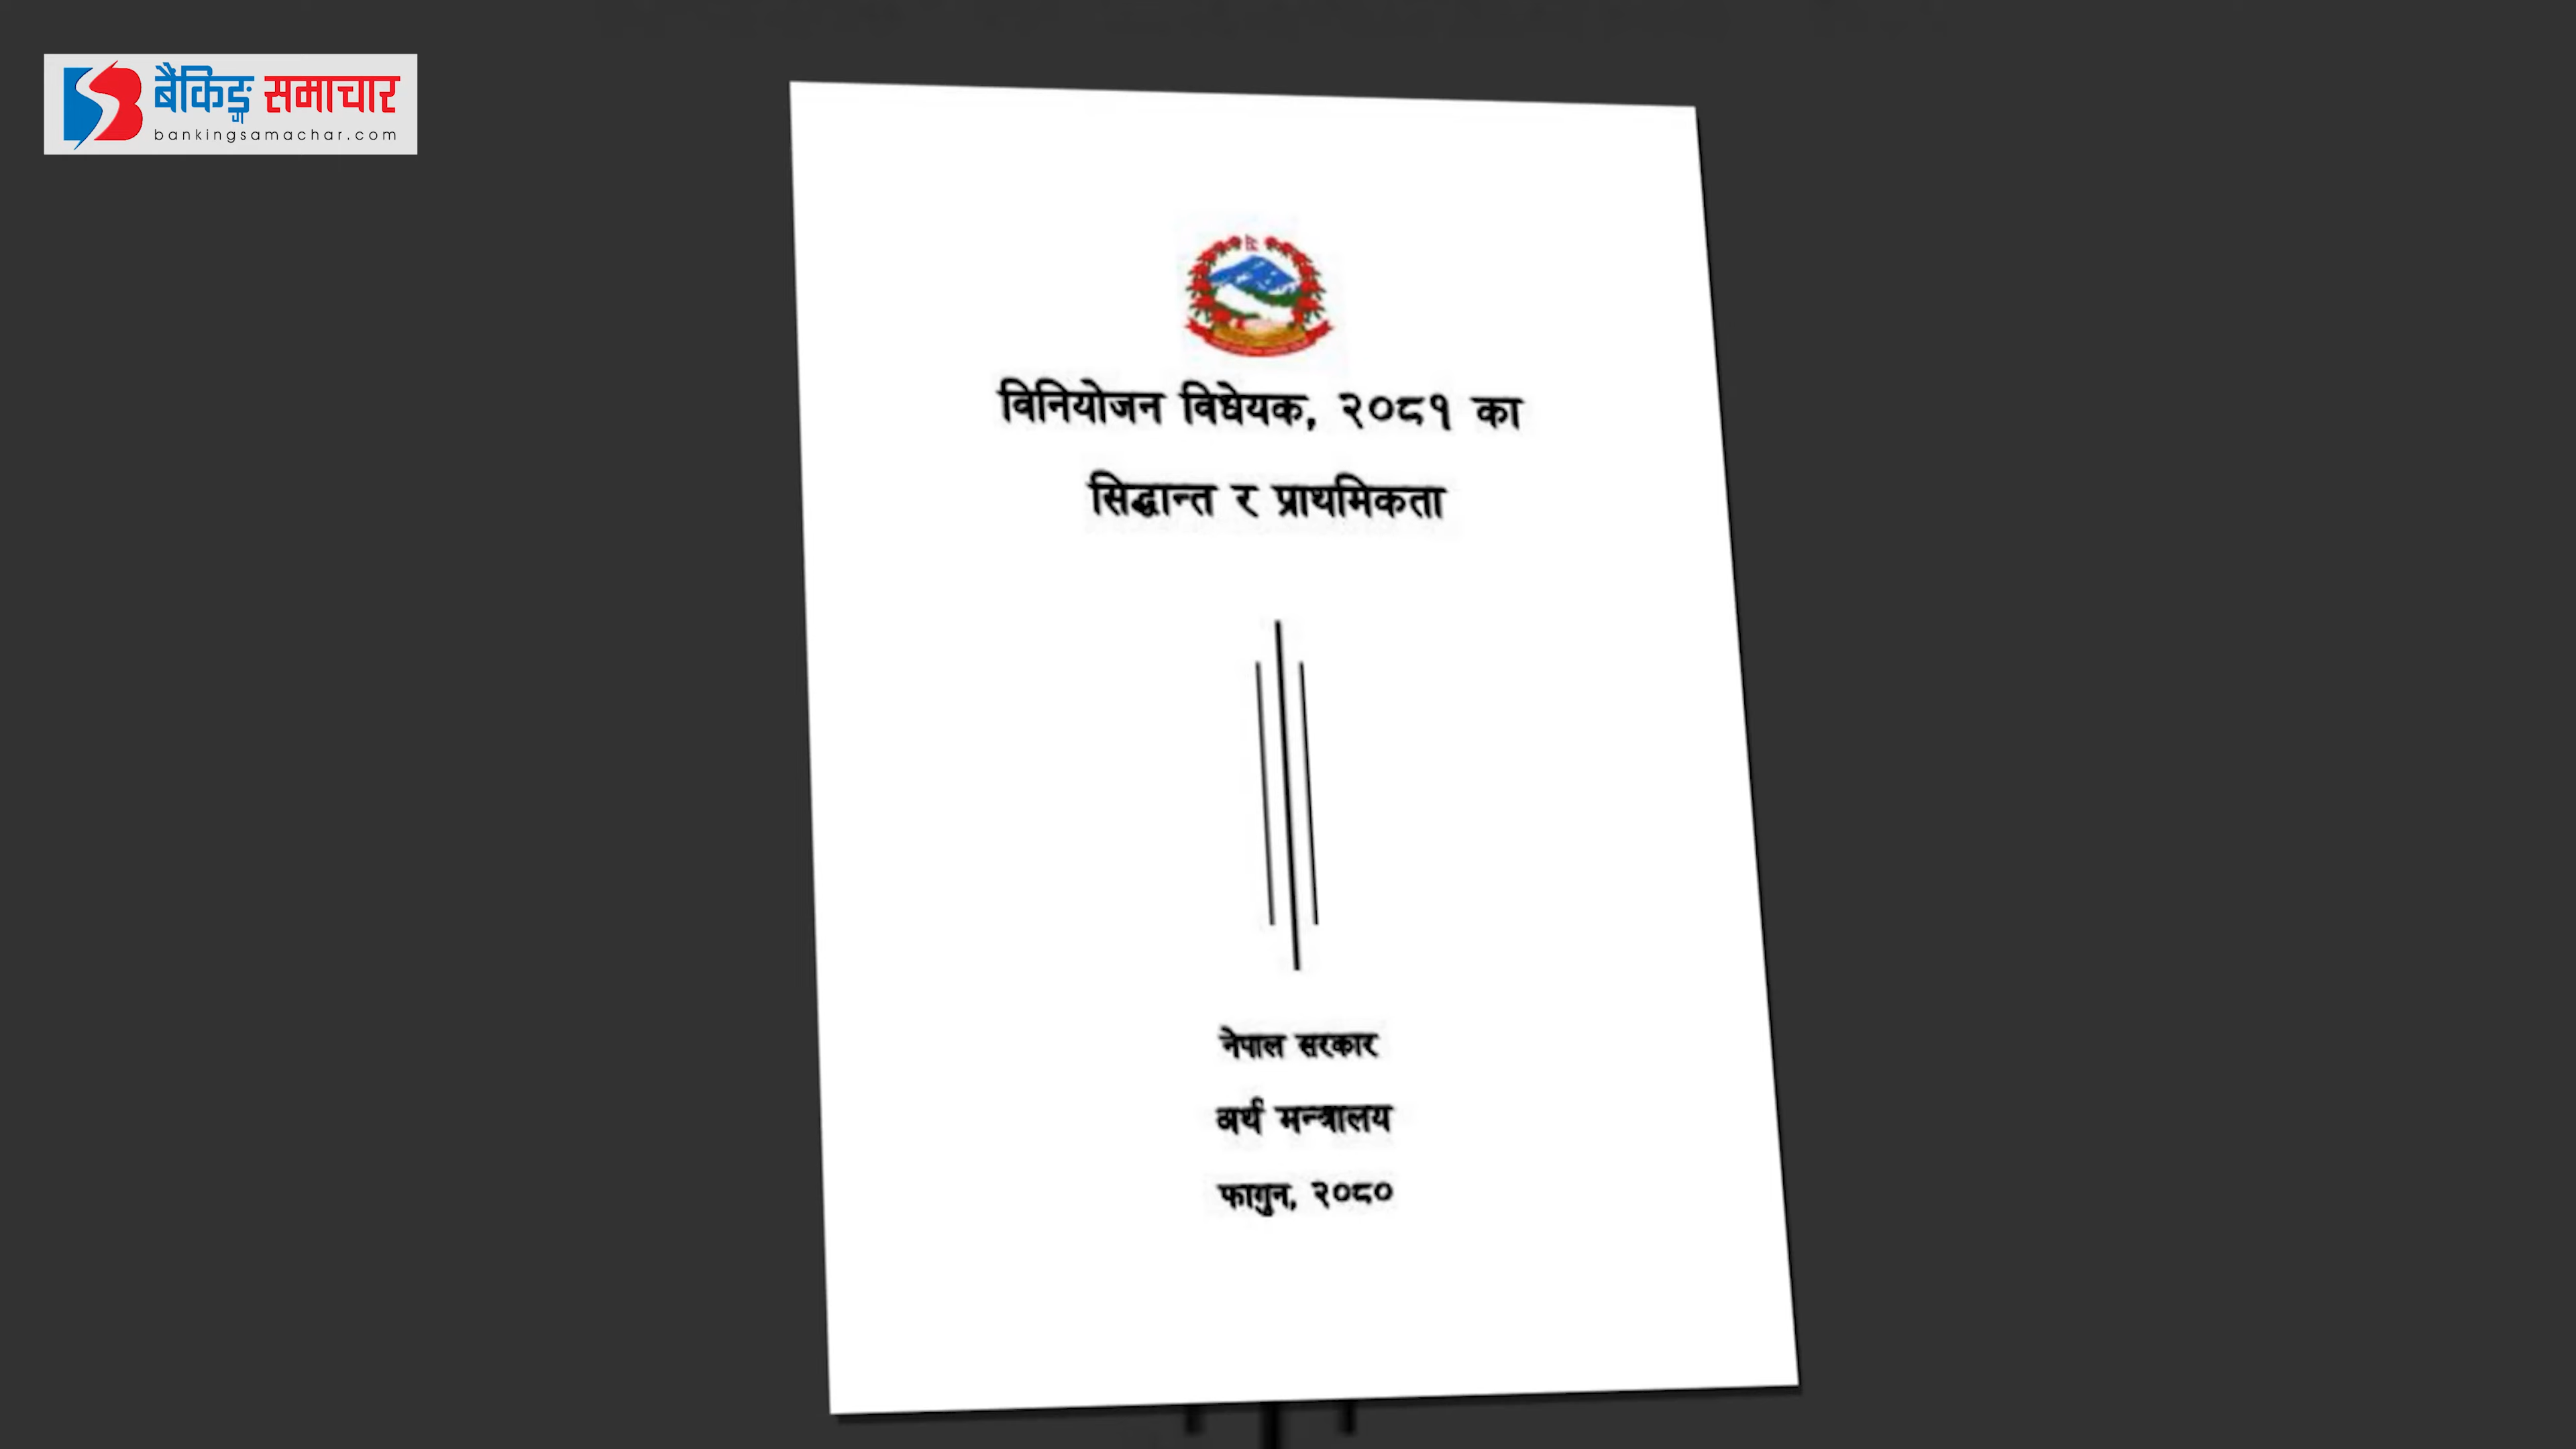 बैंकिङ्ग समाचार
bankingsamachar.com
विनियोजन विधेयक, २०८१ का
सिद्धान्त र प्राथमिकता
नेपाल सरकार
अर्थ मन्त्रालय
फागुन, २०८०